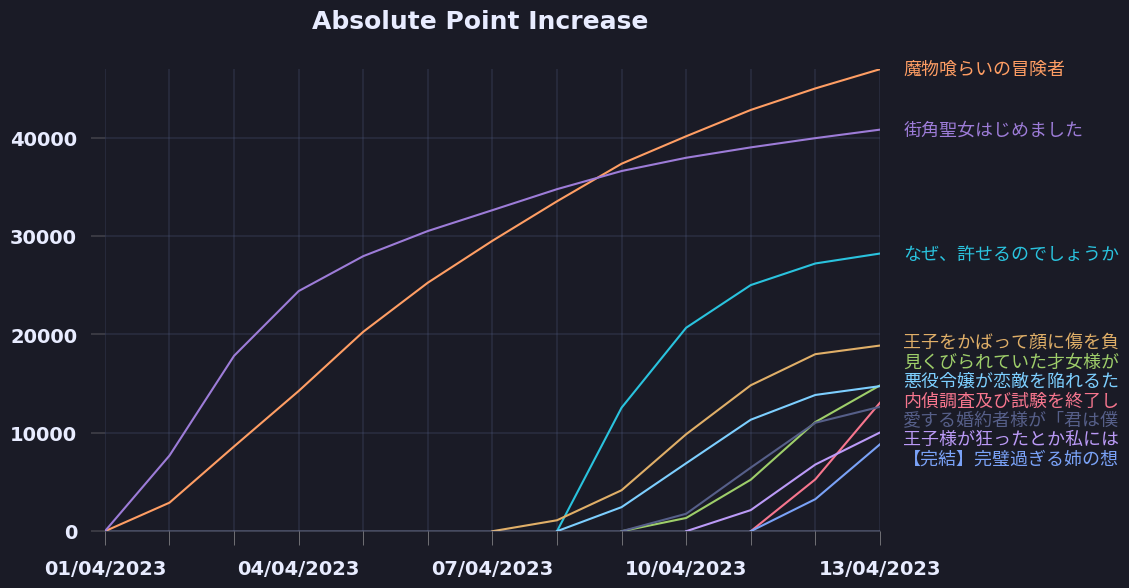 Absolute Point Increase
魔物喰らいの冒険者
街角聖女はじめました
40000
30000
なぜ、許せるのでしょうか
20000
王子をかばって顔に傷を負
見くびられていた才女様が
悪役令嬢が恋敵を陥れるた
内偵調査及び試験を終了し
愛する婚約者様が「君は僕
10000
王子様が狂ったとか私には
【完結】完璧過ぎる姉の想
0
01/04/2023
04/04/2023
07/04/2023
10/04/2023
13/04/2023